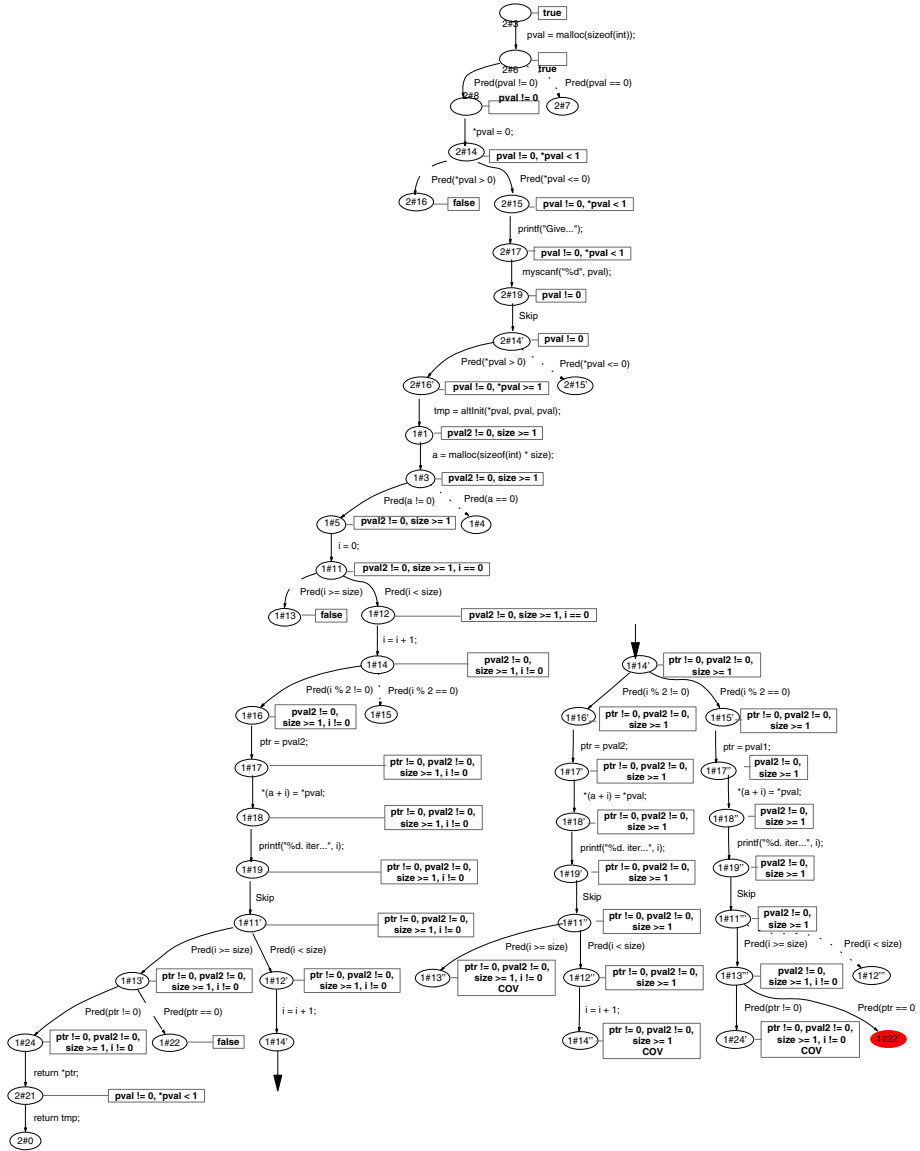 true
2#3
pval = malloc(sizeof(int));
2#6
true
Pred(pval != 0)
Pred(pval == 0)
2#8
pval != 0
2#7
*pval = 0;
2#14
pval != 0, *pval < 1
Pred(*pval > 0)
Pred(*pval <= 0)
2#16
false
2#15
pval != 0, *pval < 1
printf("Give...");
2#17
pval != 0, *pval < 1
myscanf("%d", pval);
2#19
pval != 0
Skip
2#14'
pval != 0
Pred(*pval > 0)
Pred(*pval <= 0)
2#16'
pval != 0, *pval >= 1
2#15'
tmp = altInit(*pval, pval, pval);
1#1
pval2 != 0, size >= 1
a = malloc(sizeof(int) * size);
1#3
pval2 != 0, size >= 1
Pred(a != 0)
Pred(a == 0)
1#5
pval2 != 0, size >= 1
1#4
i = 0;
1#11
pval2 != 0, size >= 1, i == 0
Pred(i >= size)
Pred(i < size)
1#13
false
1#12
pval2 != 0, size >= 1, i == 0
i = i + 1;
1#14
pval2 != 0,
size >= 1, i != 0
Pred(i % 2 != 0)
Pred(i % 2 == 0)
1#16
pval2 != 0,
size >= 1, i != 0
1#15
ptr = pval2;
1#17
ptr != 0, pval2 != 0,
size >= 1, i != 0
*(a + i) = *pval;
1#18
ptr != 0, pval2 != 0,
size >= 1, i != 0
printf("%d. iter...", i);
1#19
ptr != 0, pval2 != 0,
size >= 1, i != 0
Skip
1#11'
ptr != 0, pval2 != 0,
size >= 1, i != 0
Pred(i >= size)
Pred(i < size)
1#13'
ptr != 0, pval2 != 0,
size >= 1, i != 0
1#12'
ptr != 0, pval2 != 0,
size >= 1, i != 0
Pred(ptr != 0)
Pred(ptr == 0)
i = i + 1;
1#24
ptr != 0, pval2 != 0,
size >= 1, i != 0
1#22
false
1#14'
return *ptr;
2#21
pval != 0, *pval < 1
return tmp;
2#0
1#14'
ptr != 0, pval2 != 0,
size >= 1
Pred(i % 2 != 0)
Pred(i % 2 == 0)
1#16'
ptr != 0, pval2 != 0,
size >= 1
1#15'
ptr != 0, pval2 != 0,
size >= 1
ptr = pval2;
ptr = pval1;
1#17'
ptr != 0, pval2 != 0,
size >= 1
1#17''
pval2 != 0,
size >= 1
*(a + i) = *pval;
*(a + i) = *pval;
1#18'
ptr != 0, pval2 != 0,
size >= 1
1#18''
pval2 != 0,
size >= 1
printf("%d. iter...", i);
printf("%d. iter...", i);
1#19'
ptr != 0, pval2 != 0,
size >= 1
1#19''
pval2 != 0,
size >= 1
Skip
Skip
1#11''
ptr != 0, pval2 != 0,
size >= 1
1#11'''
pval2 != 0,
size >= 1
Pred(i >= size)
Pred(i < size)
Pred(i >= size)
Pred(i < size)
1#13''
ptr != 0, pval2 != 0,
size >= 1, i != 0
COV
1#12''
ptr != 0, pval2 != 0,
size >= 1
1#13'''
pval2 != 0,
size >= 1, i != 0
1#12'''
i = i + 1;
Pred(ptr != 0)
Pred(ptr == 0
1#14''
ptr != 0, pval2 != 0,
size >= 1
COV
1#24'
ptr != 0, pval2 != 0,
size >= 1, i != 0
COV
1#22'